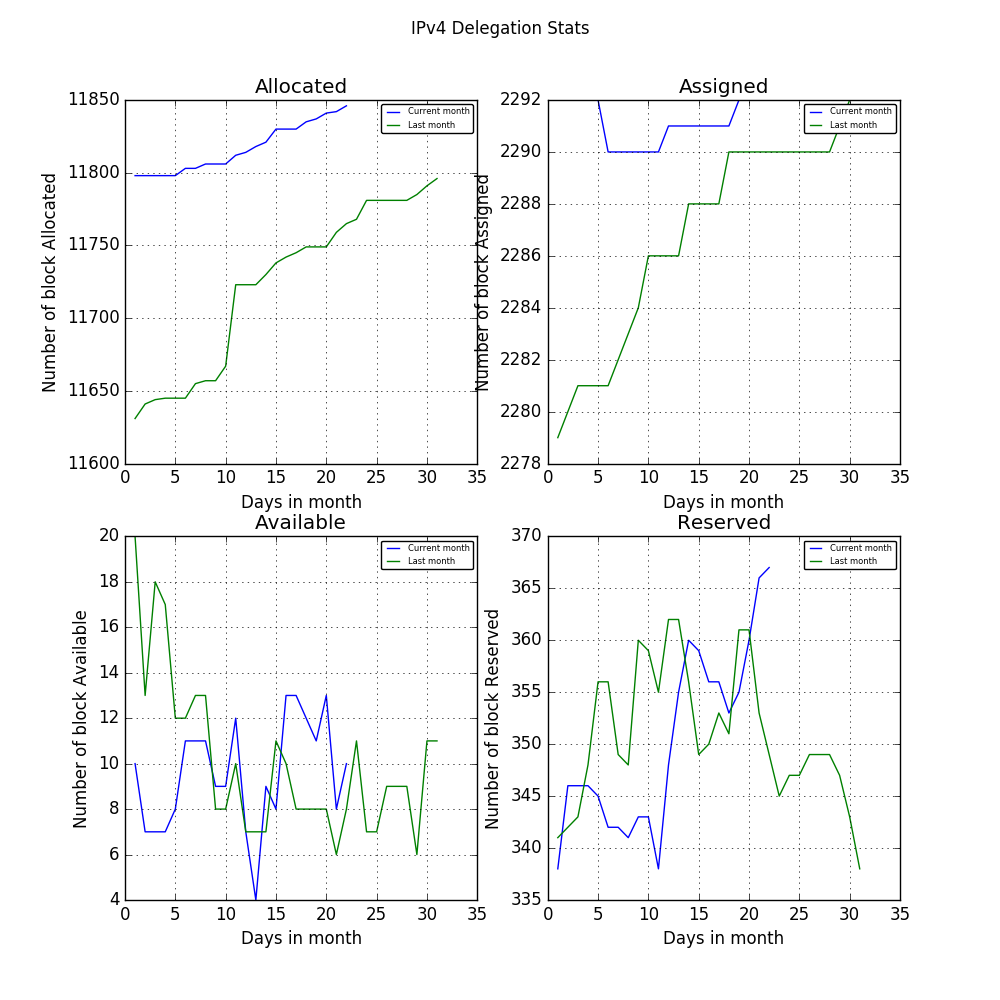 IPv4 Delegation Stats
Allocated
Number of block Allocated
11850
11800
11750
11700
11650
11600
Current month
Last month
0 5 10 15 20 25 30 35
Days in month
Assigned
Number of block Assigned
2292
2290
2288
2286
2284
2282
2280
2278
Current month
Last month
0 5 10 15 20 25 30 35
Days in month
Available
Number of block Available
20
18
16
14
12
10
8
6
4
Current month
Last month
0 5 10 15 20 25 30 35
Days in month
Reserved
Number of block Reserved
370
365
360
355
350
345
340
335
Current month
Last month
0 5 10 15 20 25 30 35
Days in month